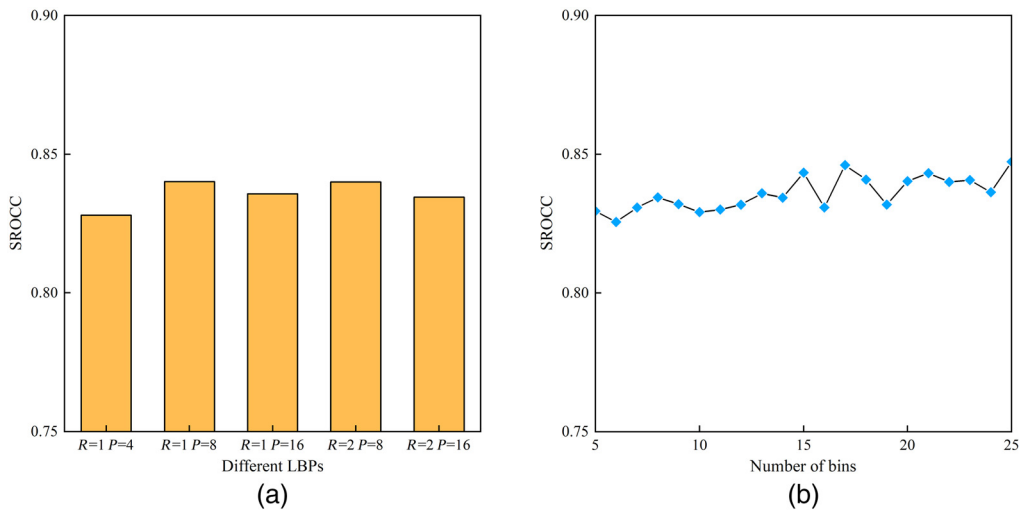 0.90
0.85
0.80
0.75
SROCC
R=1 P=4 R=1 P=8 R=1 P=16 R=2 P=8 R=2 P=16
Different LBPs
(a)
0.90
0.85
0.80
0.75
SROCC
5 10 15 20 25
Number of bins
(b)